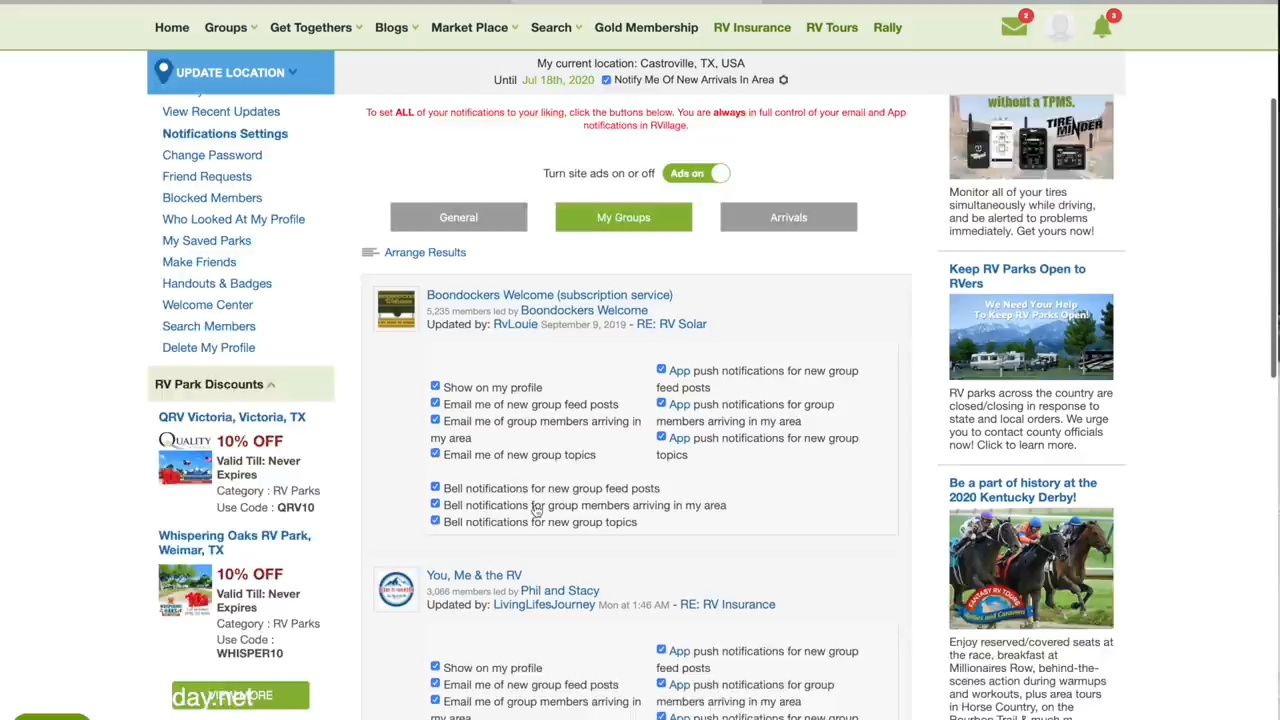 Home Groups Get Togethers Blogs Market Place Search Gold Membership RV Insurance RV Tours Rally
2
3
UPDATE LOCATION
My current location: Castroville, TX, USA
Until Jul 18th, 2020 Notify Me Of New Arrivals In Area
View Recent Updates
Notifications Settings
Change Password
Friend Requests
Blocked Members
Who Looked At My Profile
My Saved Parks
Make Friends
Handouts & Badges
Welcome Center
Search Members
Delete My Profile
RV Park Discounts
QRV Victoria, Victoria, TX
QUALITY
10% OFF
Valid Till: Never
Expires
Category : RV Parks
Use Code : QRV10
Whispering Oaks RV Park,
Weimar, TX
10% OFF
Valid Till: Never
Expires
Category : RV Parks
Use Code :
WHISPER10
VIEW MORE
day.net
To set ALL of your notifications to your liking, click the buttons below. You are always in full control of your email and App
notifications in RVillage.
Turn site ads on or off Ads on
General My Groups Arrivals
Arrange Results
Boondockers Welcome (subscription service)
5,235 members led by Boondockers Welcome
Updated by: RvLouie September 9, 2019 - RE: RV Solar
Show on my profile
Email me of new group feed posts
Email me of group members arriving in
my area
Email me of new group topics
App push notifications for new group
feed posts
App push notifications for group
members arriving in my area
App push notifications for new group
topics
Bell notifications for new group feed posts
Bell notifications for group members arriving in my area
Bell notifications for new group topics
You, Me & the RV
3,066 members led by Phil and Stacy
Updated by: LivingLifesJourney Mon at 1:46 AM - RE: RV Insurance
Show on my profile
Email me of new group feed posts
Email me of group members arriving in
my area
App push notifications for new group
feed posts
App push notifications for group
members arriving in my area
App push notifications for new group
without a TPMS.
TIRE
MINDER
Monitor all of your tires
simultaneously while driving,
and be alerted to problems
immediately. Get yours now!
Keep RV Parks Open to
RVers
We Need Your Help
To Keep RV Parks Open!
RV parks across the country are
closed/closing in response to
state and local orders. We urge
you to contact county officials
now! Click to learn more.
Be a part of history at the
2020 Kentucky Derby!
FANTASY RV TOURS
Enjoy reserved/covered seats at
the race, breakfast at
Millionaires Row, behind-the-
scenes action during warmups
and workouts, plus area tours
in Horse Country, on the
Bourbon Trail & much m